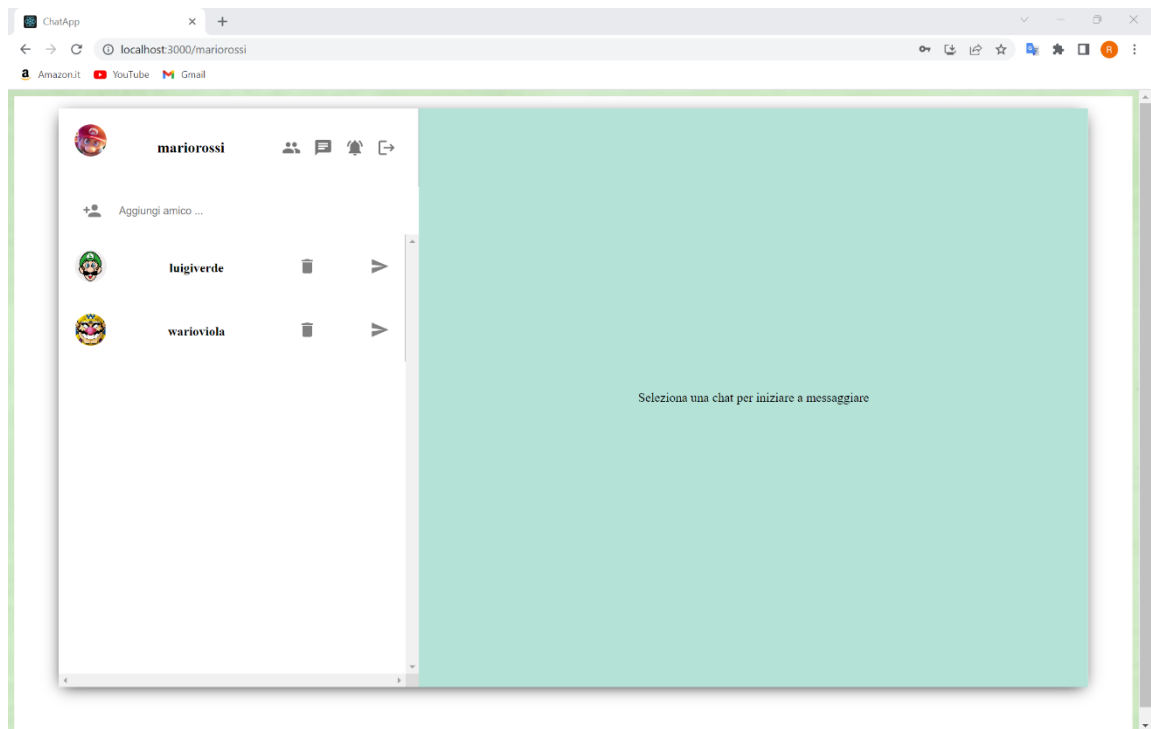 ChatApp
localhost:3000/mariorossi
R
Amazon.it YouTube Gmail
mariorossi
Aggiungi amico ...
luigiverde
warioviola
Seleziona una chat per iniziare a messaggiare